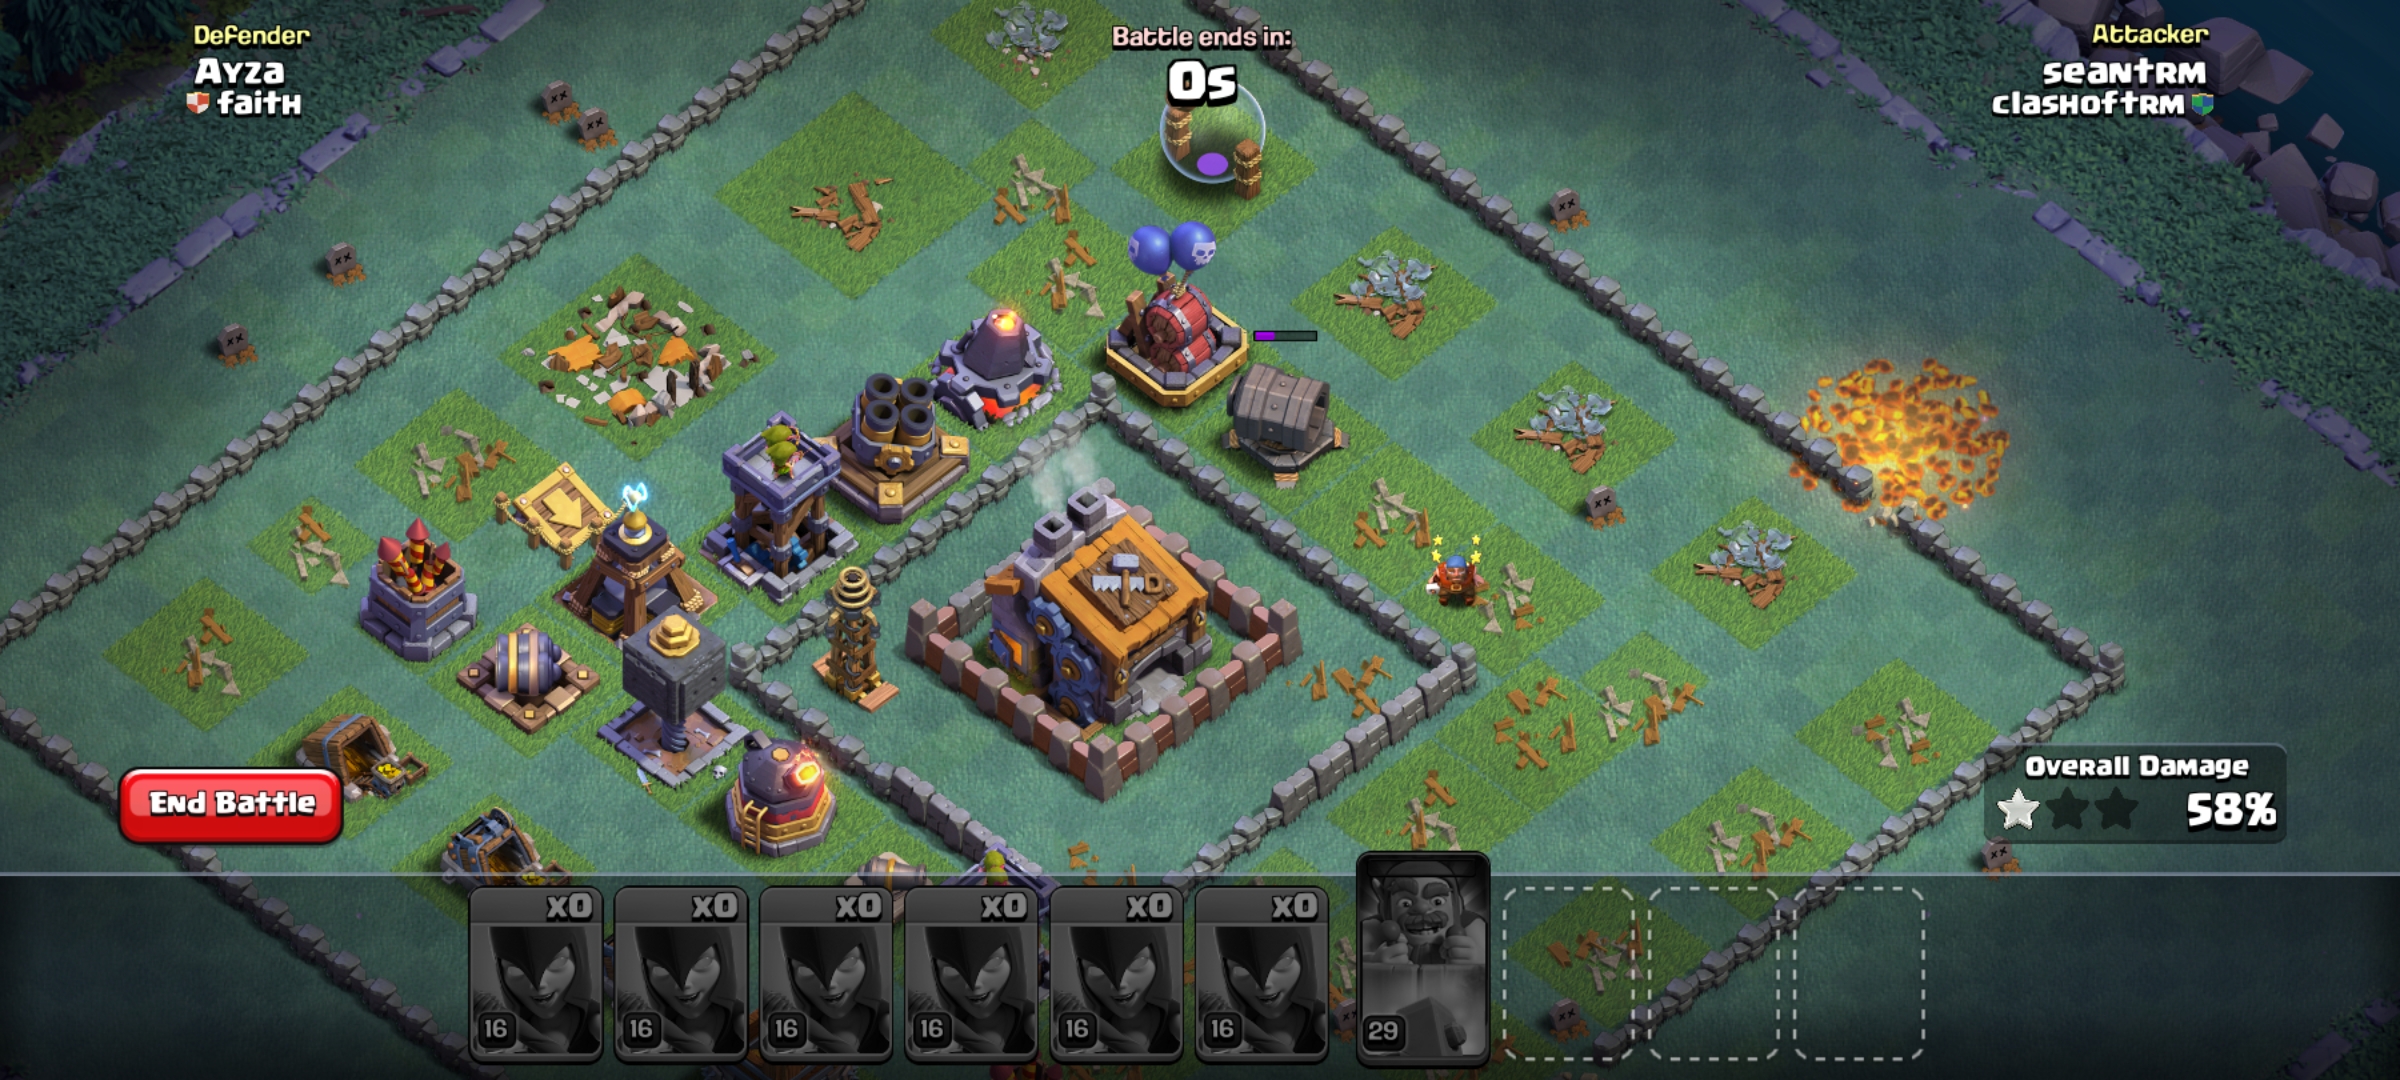 Defender
Ayza
faith
Battle ends in:
0s
Attacker
seantrm
clashoftrm
End Battle
Overall Damage
58%
x0
x0
x0
x0
x0
x0
16
16
16
16
16
16
29